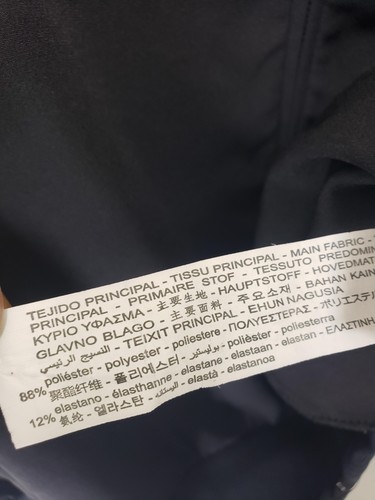 TEJIDO PRINCIPAL - TISSU PRINCIPAL - MAIN FABRIC -
PRINCIPAL - PRIMAIRE STOF - TESSUTO PREDOMIN
ΚΥΡΙΟ ΥΦΑΣΜΑ - 主要生地 - HAUPTSTOFF - HOVEDMAT
GLAVNO BLAGO - 主要面料 - 주요소재 - BAHAN KAIN
النسيج الرئيسي - TEIXIT PRINCIPAL - EHUN NAGUSIA
poliéster - polyester - poliestere - ΠΟΛΥΕΣΤΕΡΑΣ - ポリエステル
88% 聚酯纤维 - 폴리에스터 - بوليستير - poliester - poliesterra
elastano - élasthanne - elastane - elastaan - elastan - ΕΛΑΣΤΙΝΗ
12% 氨纶 - 엘라스탄 - الاستان - elastà - elastanoa